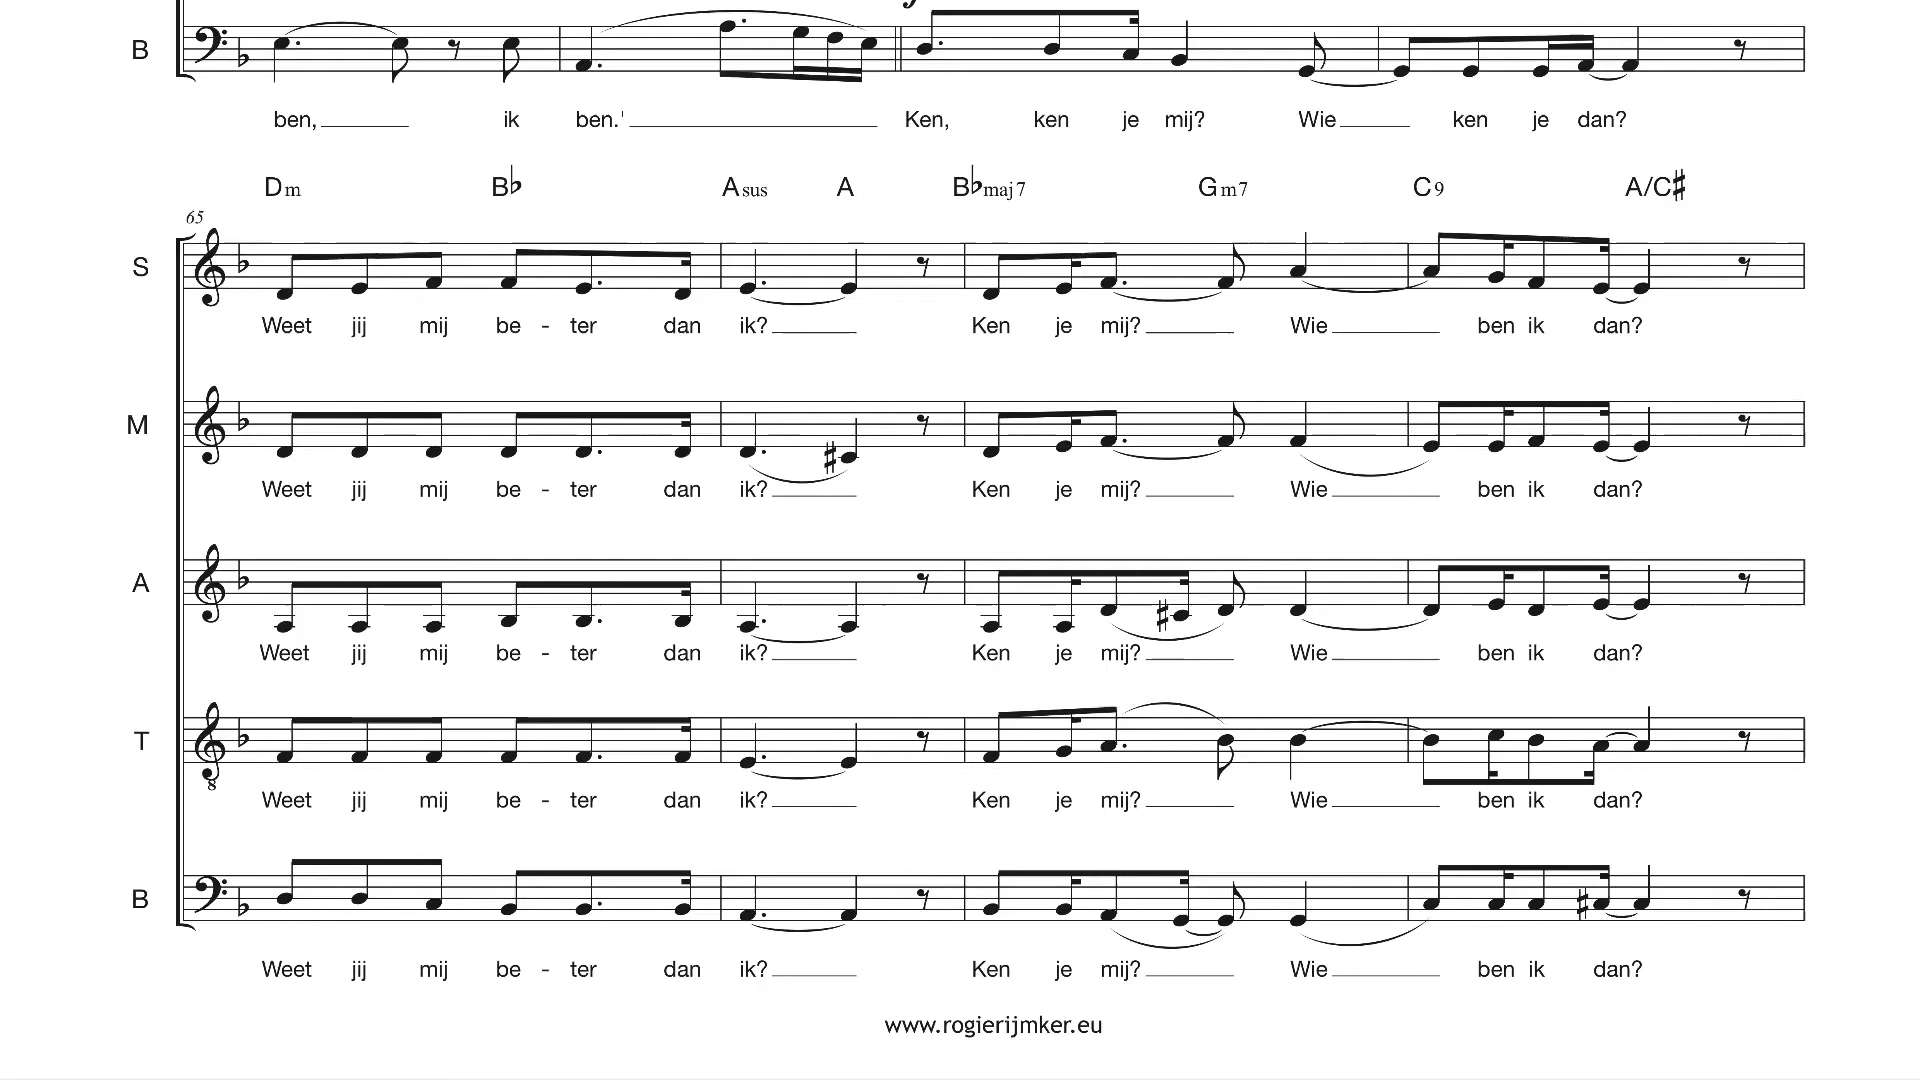 B
ben, ik ben.' Ken, ken je mij? Wie ken je dan?
Dm B♭ Asus A B♭maj7 Gm7 C9 A/C♯
65
S
Weet jij mij be - ter dan ik? Ken je mij? Wie ben ik dan?
M
Weet jij mij be - ter dan ik? Ken je mij? Wie ben ik dan?
A
Weet jij mij be - ter dan ik? Ken je mij? Wie ben ik dan?
T
8
Weet jij mij be - ter dan ik? Ken je mij? Wie ben ik dan?
B
Weet jij mij be - ter dan ik? Ken je mij? Wie ben ik dan?
www.rogierijmker.eu